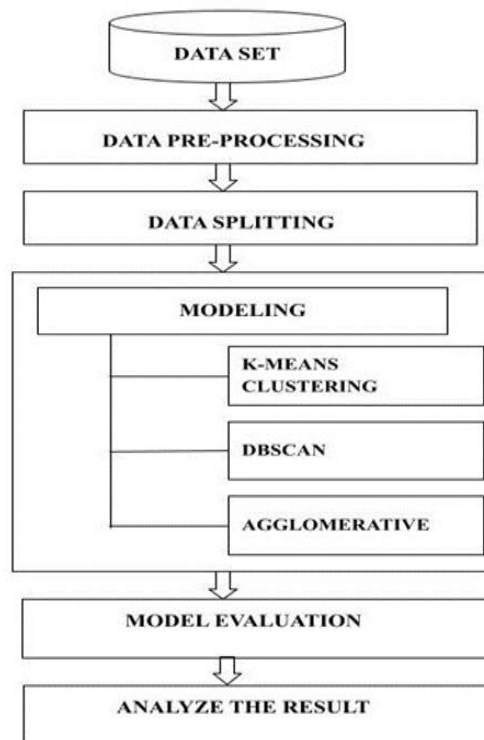 DATA SET
DATA PRE-PROCESSING
DATA SPLITTING
MODELING
K-MEANS
CLUSTERING
DBSCAN
AGGLOMERATIVE
MODEL EVALUATION
ANALYZE THE RESULT